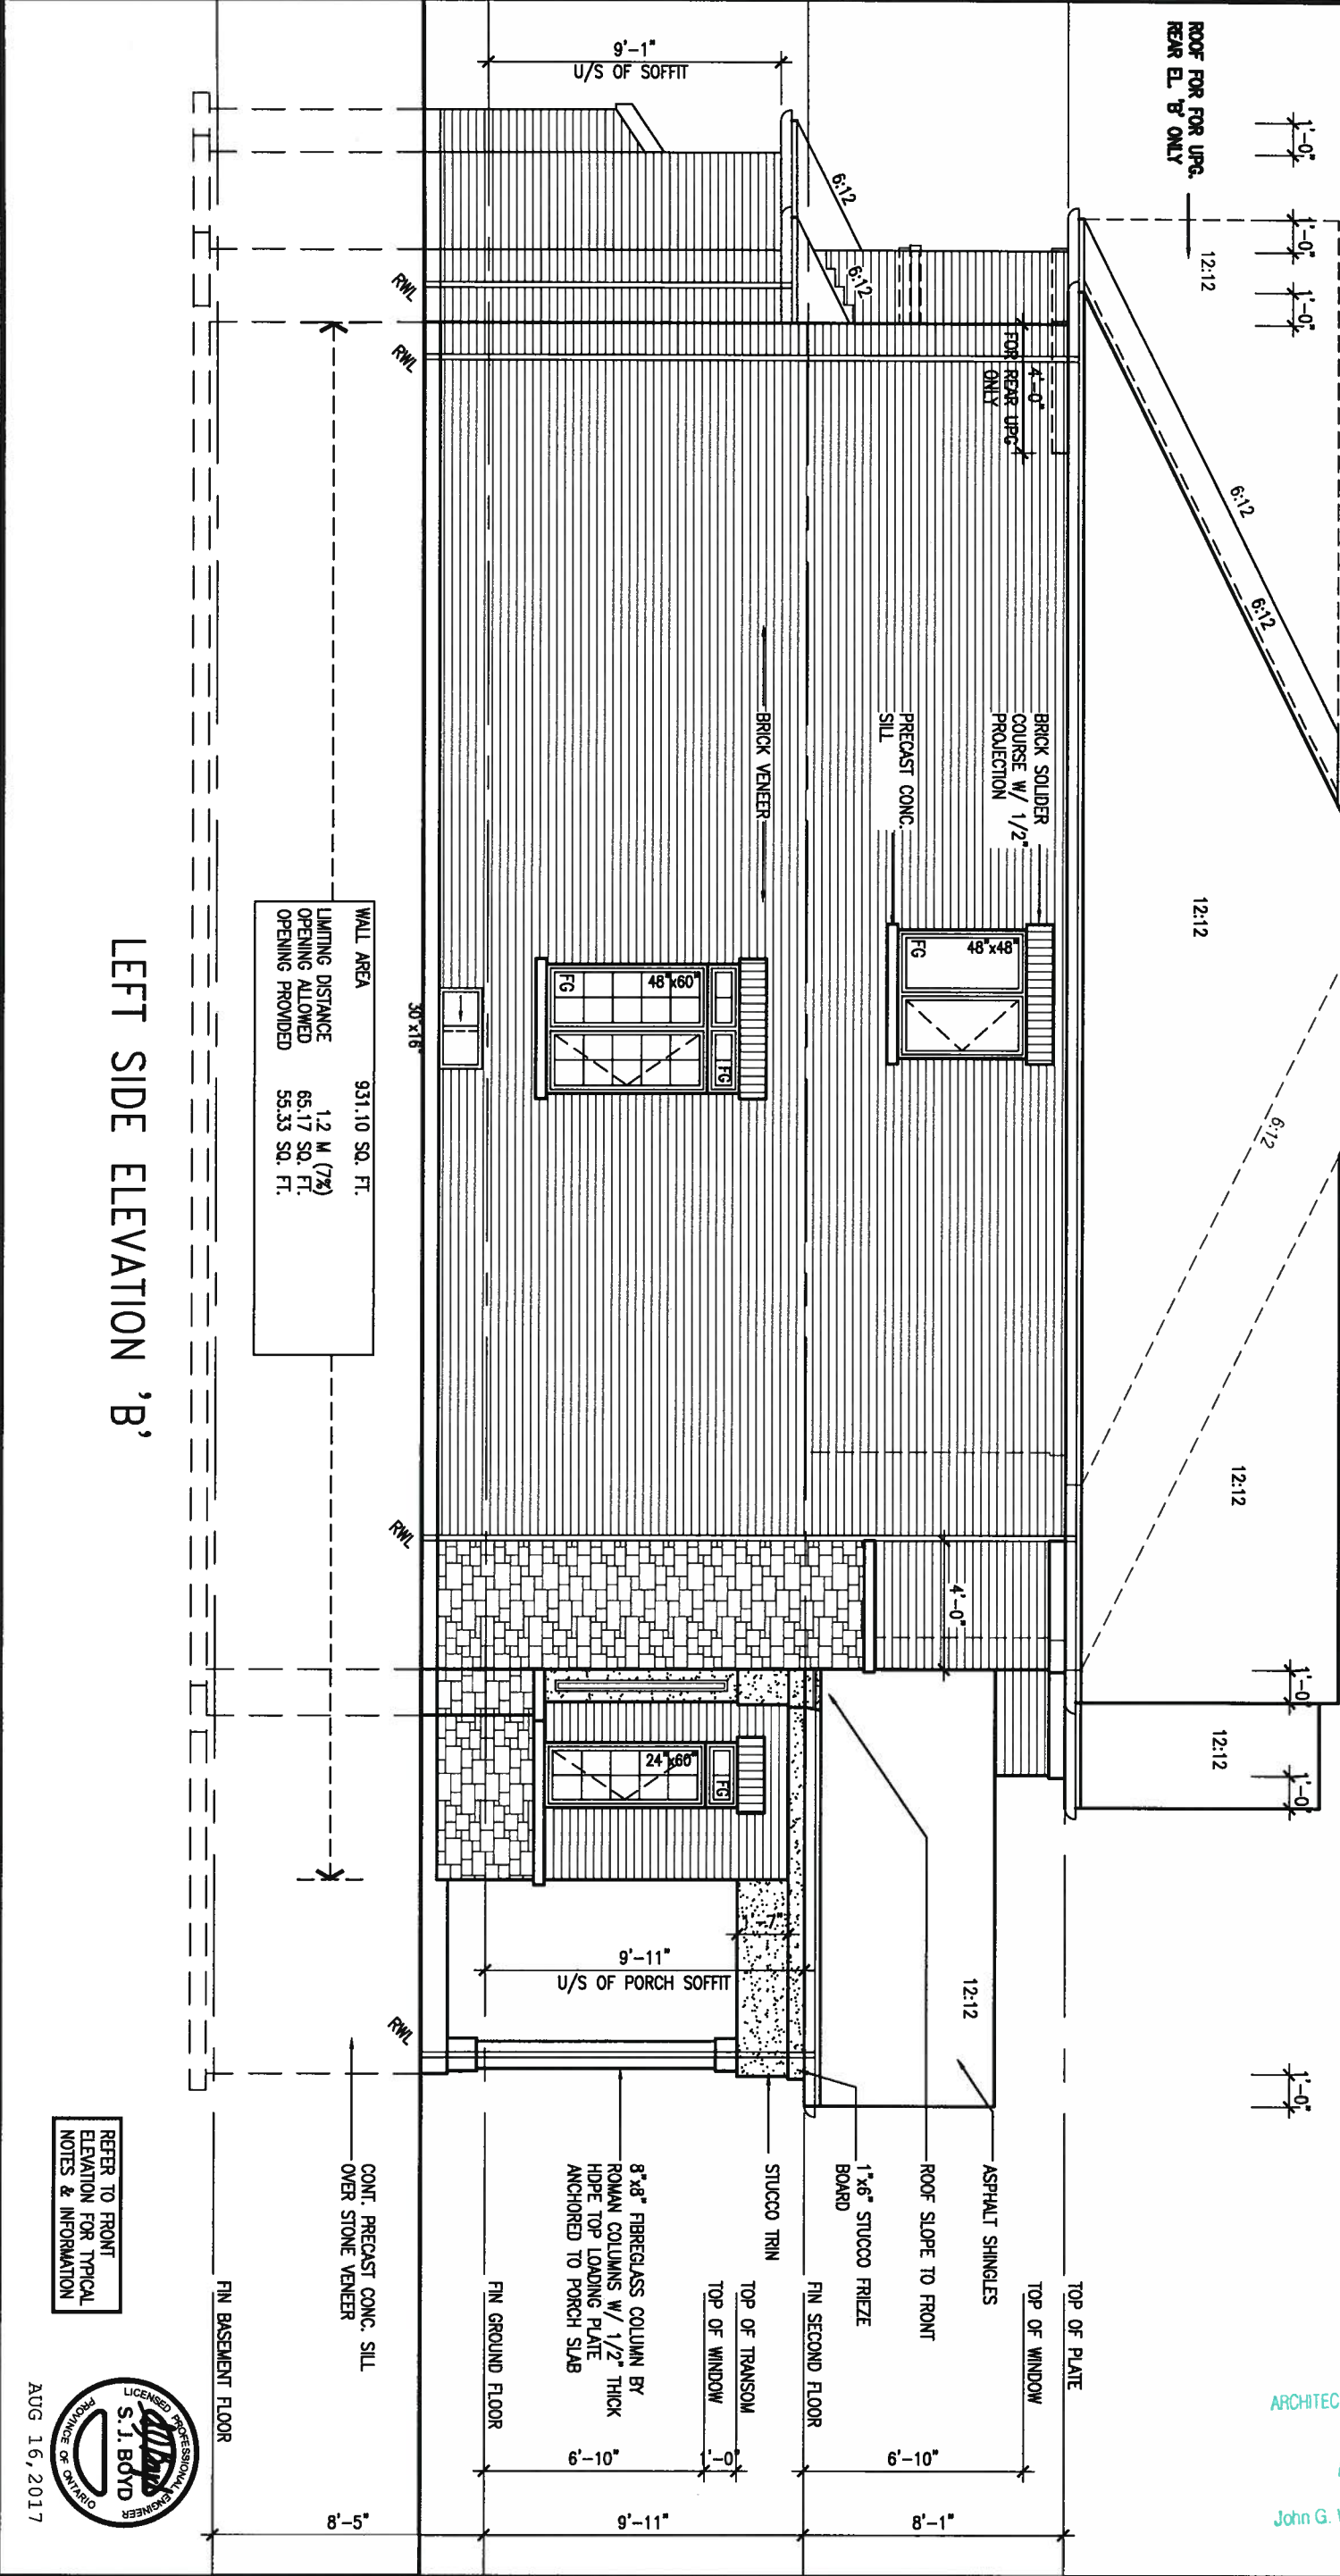 ROOF FOR FOR UPG.
REAR EL. 'B' ONLY
1'-0"
1'-0"
1'-0"
12:12
6:12
6:12
12:12
6:12
12:12
12:12
1'-0"
1'-0"
1'-0"
9'-1"
U/S OF SOFFIT
6:12
6:12
4'-0"
FOR REAR UPG
ONLY
BRICK SOLIDER
COURSE W/ 1/2"
PROJECTION
PRECAST CONC.
SILL
48"x48"
FG
BRICK VENEER
48"x60"
FG
FG
30"x16"
4'-0"
24"x60"
FG
12:12
1'-7"
9'-11"
U/S OF PORCH SOFFIT
RWL
RWL
RWL
RWL
ASPHALT SHINGLES
ROOF SLOPE TO FRONT
1"x6" STUCCO FRIEZE
BOARD
STUCCO TRIN
8"x8" FIBREGLASS COLUMN BY
ROMAN COLUMNS W/ 1/2" THICK
HDPE TOP LOADING PLATE
ANCHORED TO PORCH SLAB
CONT. PRECAST CONC. SILL
OVER STONE VENEER
TOP OF PLATE
TOP OF WINDOW
FIN SECOND FLOOR
TOP OF TRANSOM
TOP OF WINDOW
FIN GROUND FLOOR
FIN BASEMENT FLOOR
6'-10"
1'-0"
6'-10"
8'-1"
9'-11"
8'-5"
WALL AREA 931.10 SQ. FT.
LIMITING DISTANCE 1.2 M (7%)
OPENING ALLOWED 65.17 SQ. FT.
OPENING PROVIDED 55.33 SQ. FT.
LEFT SIDE ELEVATION 'B'
REFER TO FRONT
ELEVATION FOR TYPICAL
NOTES & INFORMATION
LICENSED PROFESSIONAL ENGINEER
S. J. BOYD
PROVINCE OF ONTARIO
AUG 16, 2017
ARCHITEC
John G.